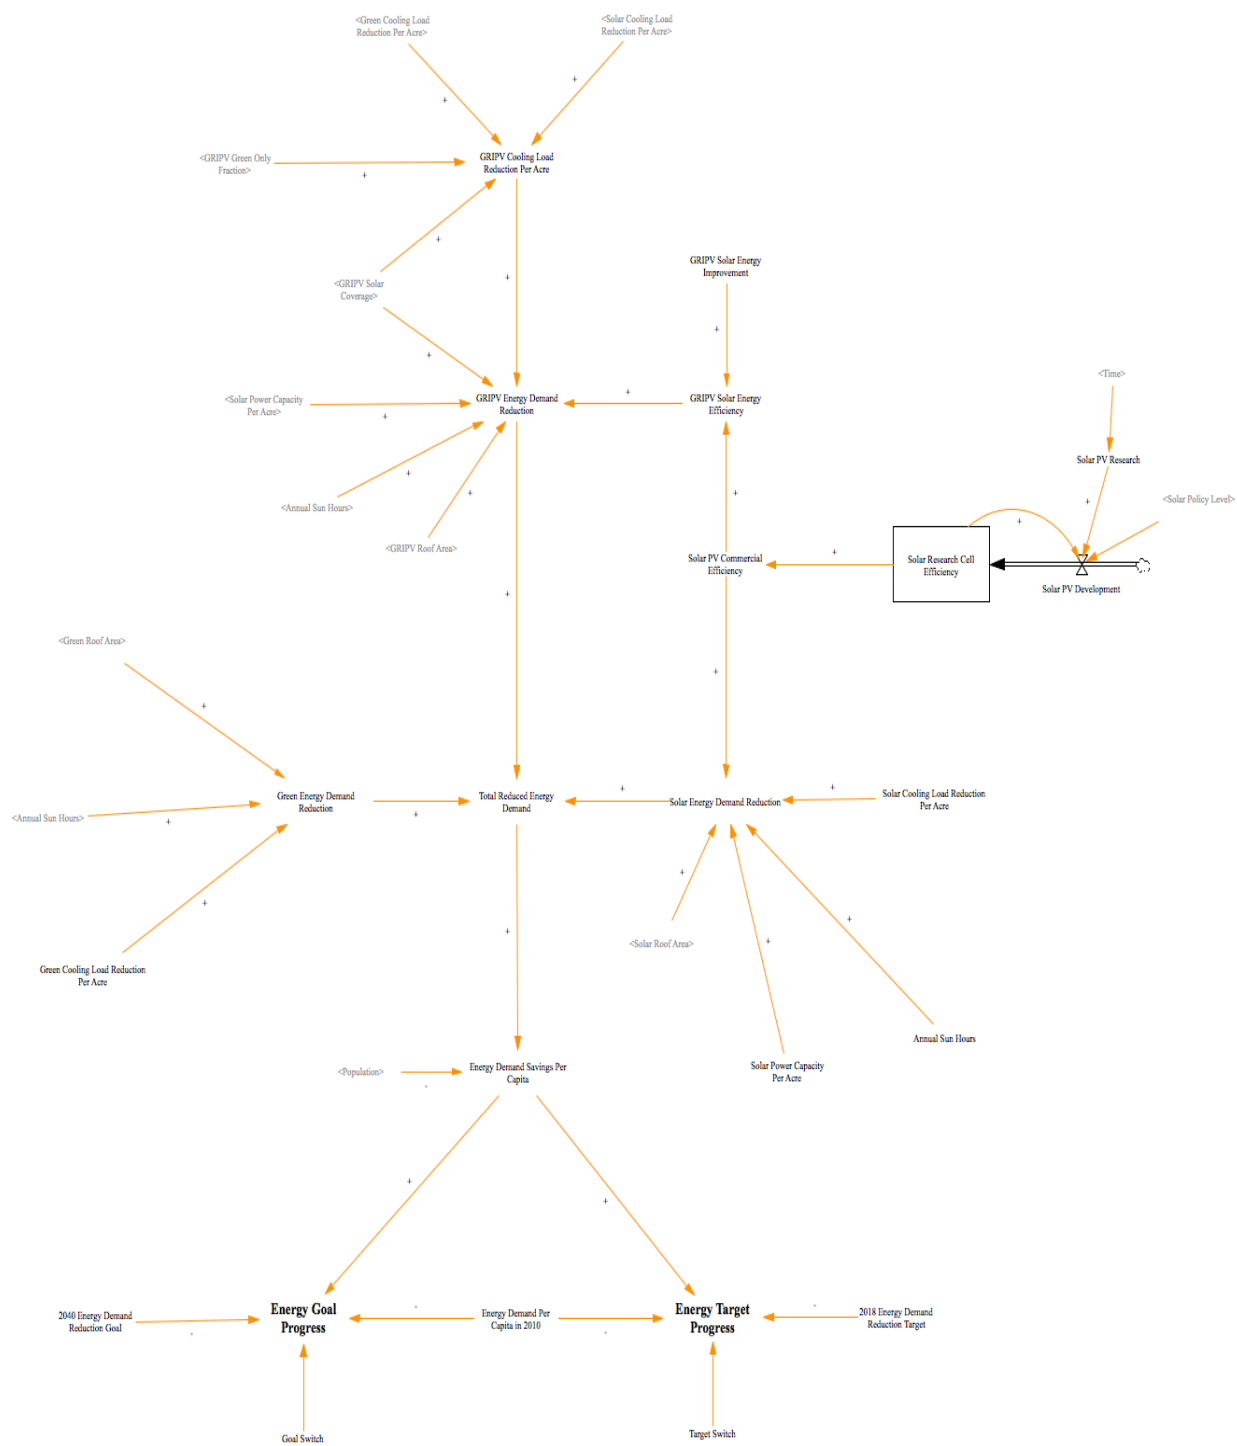 <Green Cooling Load
Reduction Per Acre>
<Solar Cooling Load
Reduction Per Acre>
+
+
<GRIPV Green Only
Fraction>
+
GRIPV Cooling Load
Reduction Per Acre
+
<GRIPV Solar
Coverage>
+
+
GRIPV Solar Energy
Improvement
+
<Solar Power Capacity
Per Acre>
+
GRIPV Energy Demand
Reduction
+
GRIPV Solar Energy
Efficiency
<Time>
Solar PV Research
+
<Solar Policy Level>
<Annual Sun Hours>
+
+
<GRIPV Roof Area>
+
Solar PV Commercial
Efficiency
+
Solar Research Cell
Efficiency
+
Solar PV Development
+
+
<Green Roof Area>
+
<Annual Sun Hours>
+
Green Energy Demand
Reduction
+
Total Reduced Energy
Demand
+
Solar Energy Demand Reduction
+
Solar Cooling Load Reduction
Per Acre
+
Green Cooling Load Reduction
Per Acre
+
<Solar Roof Area>
+
+
+
Solar Power Capacity
Per Acre
Annual Sun Hours
<Population>
-
Energy Demand Savings Per
Capita
+
+
2040 Energy Demand
Reduction Goal
-
Energy Goal
Progress
-
Energy Demand Per
Capita in 2010
-
Energy Target
Progress
-
2018 Energy Demand
Reduction Target
Goal Switch
Target Switch